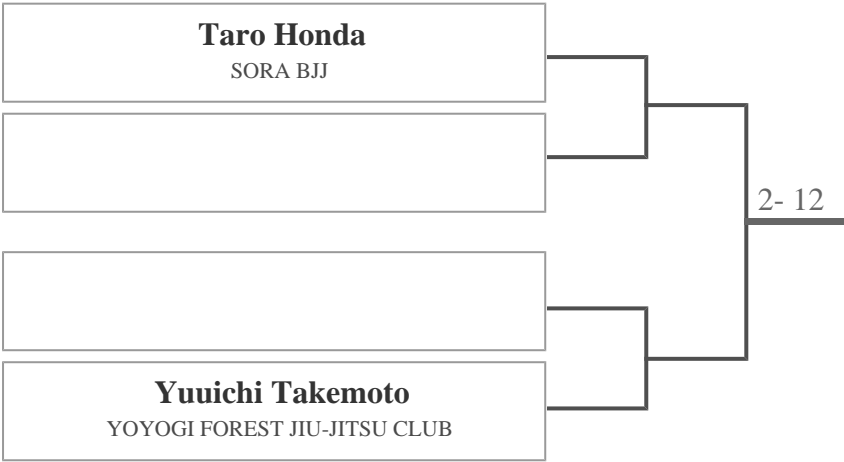 Taro Honda
SORA BJJ
2- 12
Yuuichi Takemoto
YOYOGI FOREST JIU-JITSU CLUB